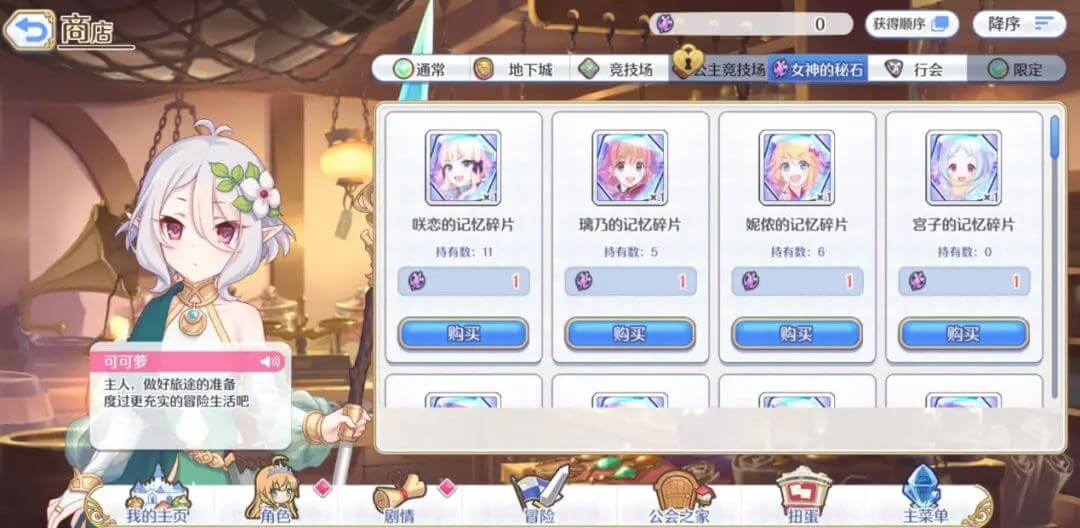 商店
0
获得顺序
降序
通常
地下城
竞技场
公主竞技场
女神的秘石
行会
限定
×1
×1
×1
×1
咲恋的记忆碎片
璃乃的记忆碎片
妮侬的记忆碎片
宫子的记忆碎片
持有数：11
持有数：5
持有数：6
持有数：0
1
1
1
1
购买
购买
购买
购买
可可萝
主人，做好旅途的准备
度过更充实的冒险生活吧
我的主页
角色
剧情
冒险
公会之家
扭蛋
主菜单